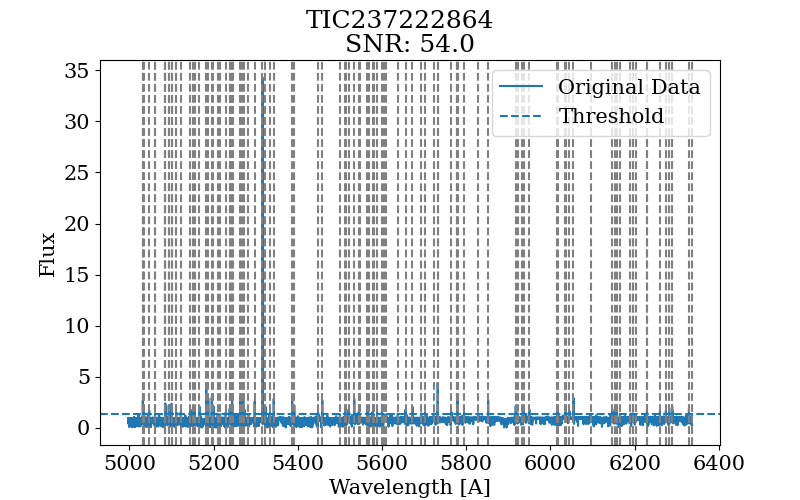 TIC237222864
SNR: 54.0
Original Data
Threshold
Flux
35
30
25
20
15
10
5
0
5000 5200 5400 5600 5800 6000 6200 6400
Wavelength [A]